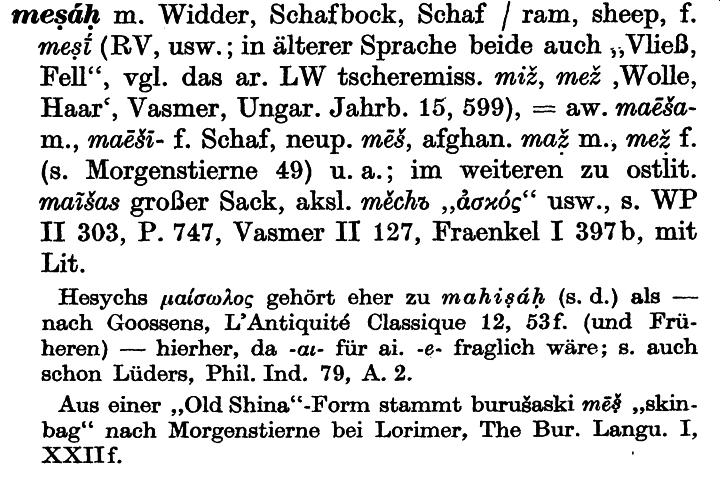 meṣáḥ m. Widder, Schafbock, Schaf / ram, sheep, f.
meṣī́ (RV, usw.; in älterer Sprache beide auch „Vließ,
Fell“, vgl. das ar. LW tscheremiss. miž, mež ‚Wolle,
Haar‘, Vasmer, Ungar. Jahrb. 15, 599), = aw. maēša-
m., maēšī- f. Schaf, neup. mēš, afghan. maẓ̌ m., meẓ̌ f.
(s. Morgenstierne 49) u. a.; im weiteren zu ostlit.
maĩšas großer Sack, aksl. měchъ „ἀσκός“ usw., s. WP
II 303, P. 747, Vasmer II 127, Fraenkel I 397b, mit
Lit.
Hesychs μαίσωλος gehört eher zu mahiṣáḥ (s. d.) als —
nach Goossens, L’Antiquité Classique 12, 53f. (und Frü-
heren) — hierher, da -αι- für ai. -e- fraglich wäre; s. auch
schon Lüders, Phil. Ind. 79, A. 2.
Aus einer „Old Shina“-Form stammt burušaski mēṣ̌ „skin-
bag“ nach Morgenstierne bei Lorimer, The Bur. Langu. I,
XXIIf.